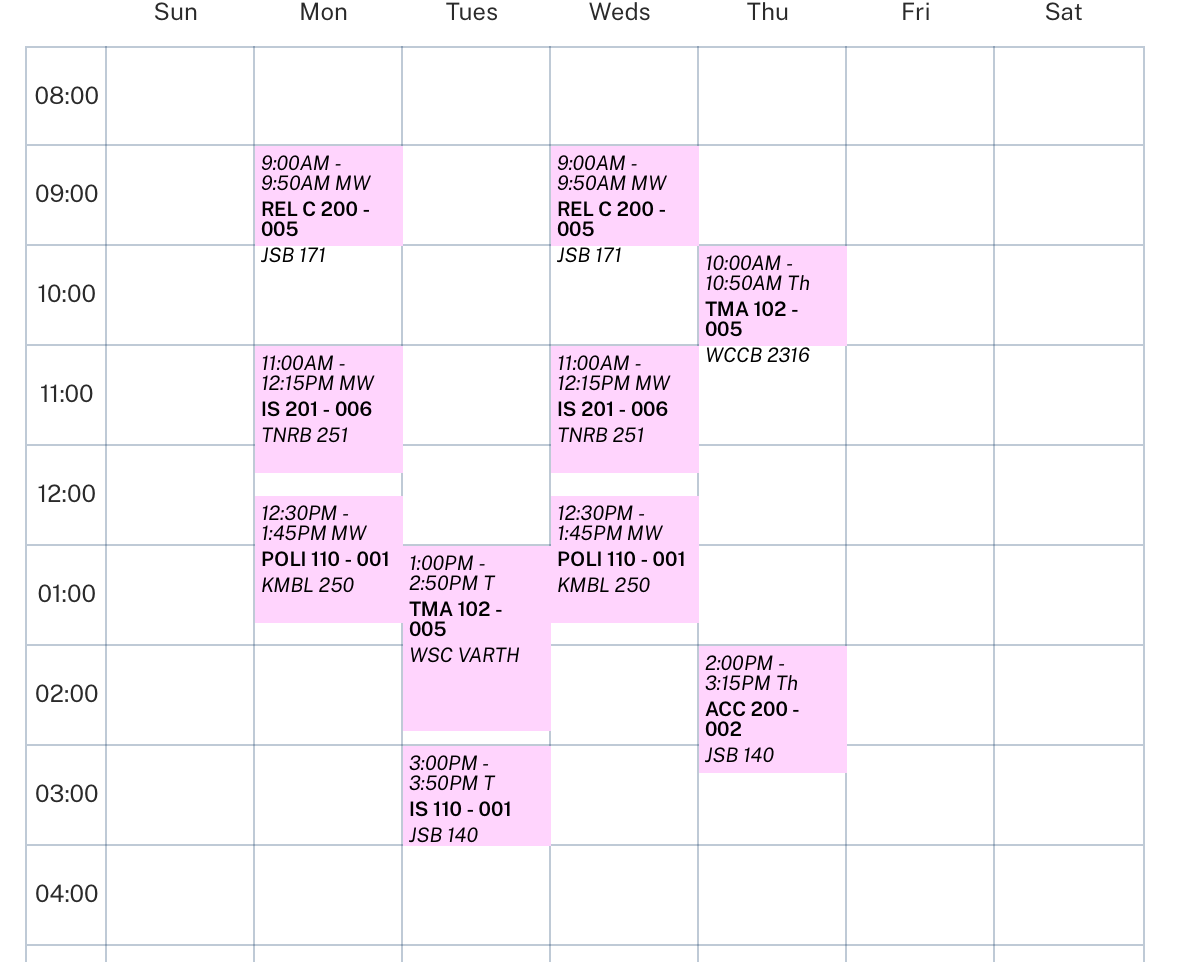 Sun Mon Tues Weds Thu Fri Sat
08:00
09:00
10:00
11:00
12:00
01:00
02:00
03:00
04:00
9:00AM -
9:50AM MW
REL C 200 -
005
JSB 171
11:00AM -
12:15PM MW
IS 201 - 006
TNRB 251
12:30PM -
1:45PM MW
POLI 110 - 001
KMBL 250
1:00PM -
2:50PM T
TMA 102 -
005
WSC VARTH
3:00PM -
3:50PM T
IS 110 - 001
JSB 140
9:00AM -
9:50AM MW
REL C 200 -
005
JSB 171
11:00AM -
12:15PM MW
IS 201 - 006
TNRB 251
12:30PM -
1:45PM MW
POLI 110 - 001
KMBL 250
10:00AM -
10:50AM Th
TMA 102 -
005
WCCB 2316
2:00PM -
3:15PM Th
ACC 200 -
002
JSB 140